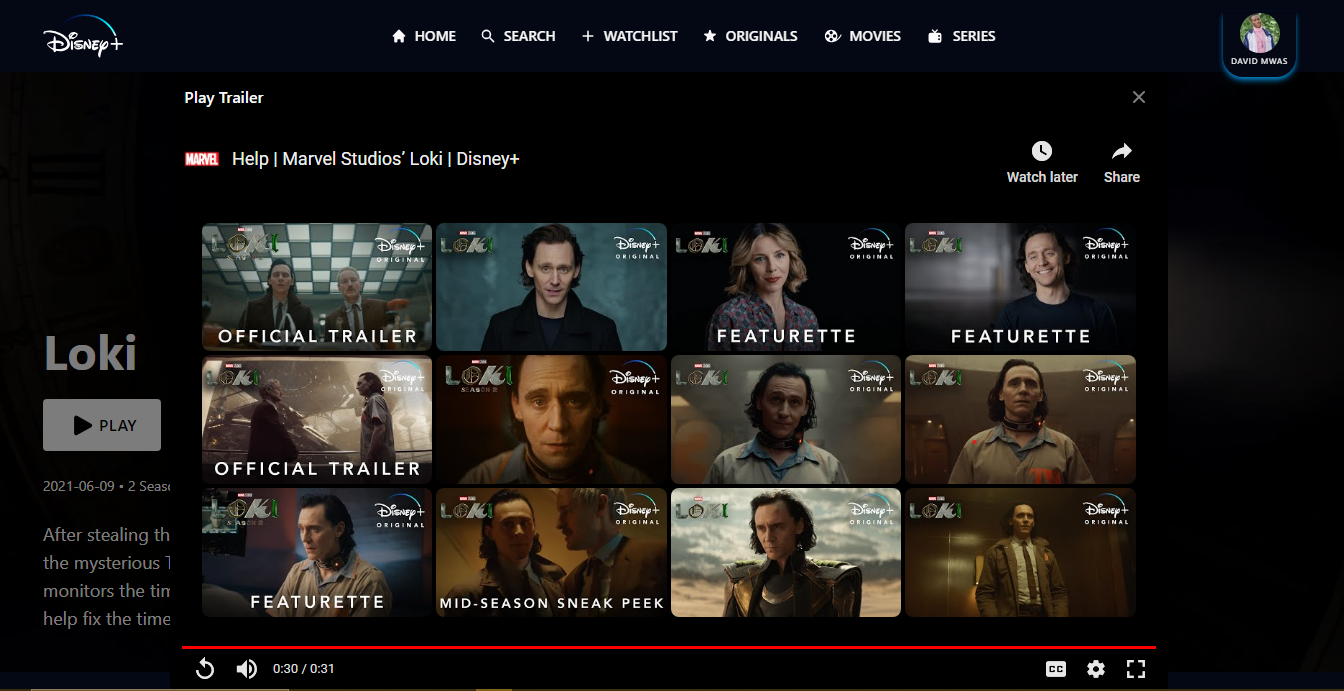 Disney+
HOME
SEARCH
WATCHLIST
ORIGINALS
MOVIES
SERIES
DAVID MWAS
Play Trailer
MARVEL
Help | Marvel Studios’ Loki | Disney+
Watch later
Share
LOKI
Disney+
ORIGINAL
OFFICIAL TRAILER
LOKI
Disney+
ORIGINAL
LOKI
Disney+
ORIGINAL
FEATURETTE
LOKI
Disney+
ORIGINAL
FEATURETTE
Loki
PLAY
2021-06-09 • 2 Seas
After stealing th
the mysterious T
monitors the tim
help fix the time
LOKI
Disney+
ORIGINAL
OFFICIAL TRAILER
LOKI
SEASON 2
Disney+
ORIGINAL
LOKI
Disney+
ORIGINAL
LOKI
Disney+
ORIGINAL
LOKI
SEASON 2
Disney+
ORIGINAL
FEATURETTE
LOKI
Disney+
ORIGINAL
MID-SEASON SNEAK PEEK
LOKI
Disney+
ORIGINAL
LOKI
Disney+
ORIGINAL
0:30 / 0:31
CC